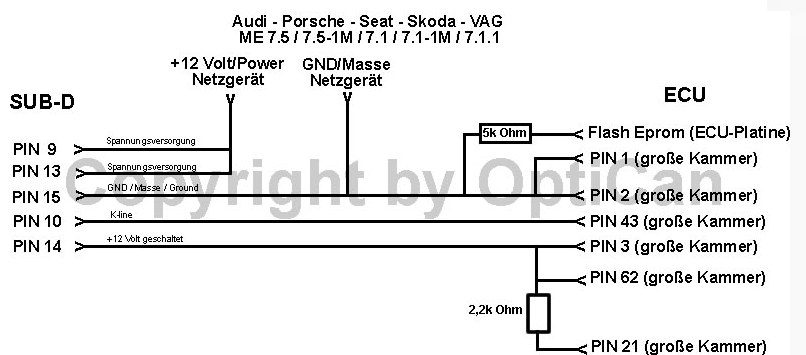 Audi - Porsche - Seat - Skoda - VAG
ME 7.5 / 7.5-1M / 7.1 / 7.1-1M / 7.1.1
+12 Volt/Power
Netzgerät
GND/Masse
Netzgerät
SUB-D
ECU
PIN 9
Spannungsversorgung
5k Ohm
Flash Eprom (ECU-Platine)
PIN 1 (große Kammer)
PIN 13
Spannungsversorgung
PIN 15
GND / Masse / Ground
PIN 2 (große Kammer)
Copyright by OptiCan
PIN 10
K-line
PIN 43 (große Kammer)
PIN 14
+12 Volt geschaltet
PIN 3 (große Kammer)
PIN 62 (große Kammer)
2,2k Ohm
PIN 21 (große Kammer)